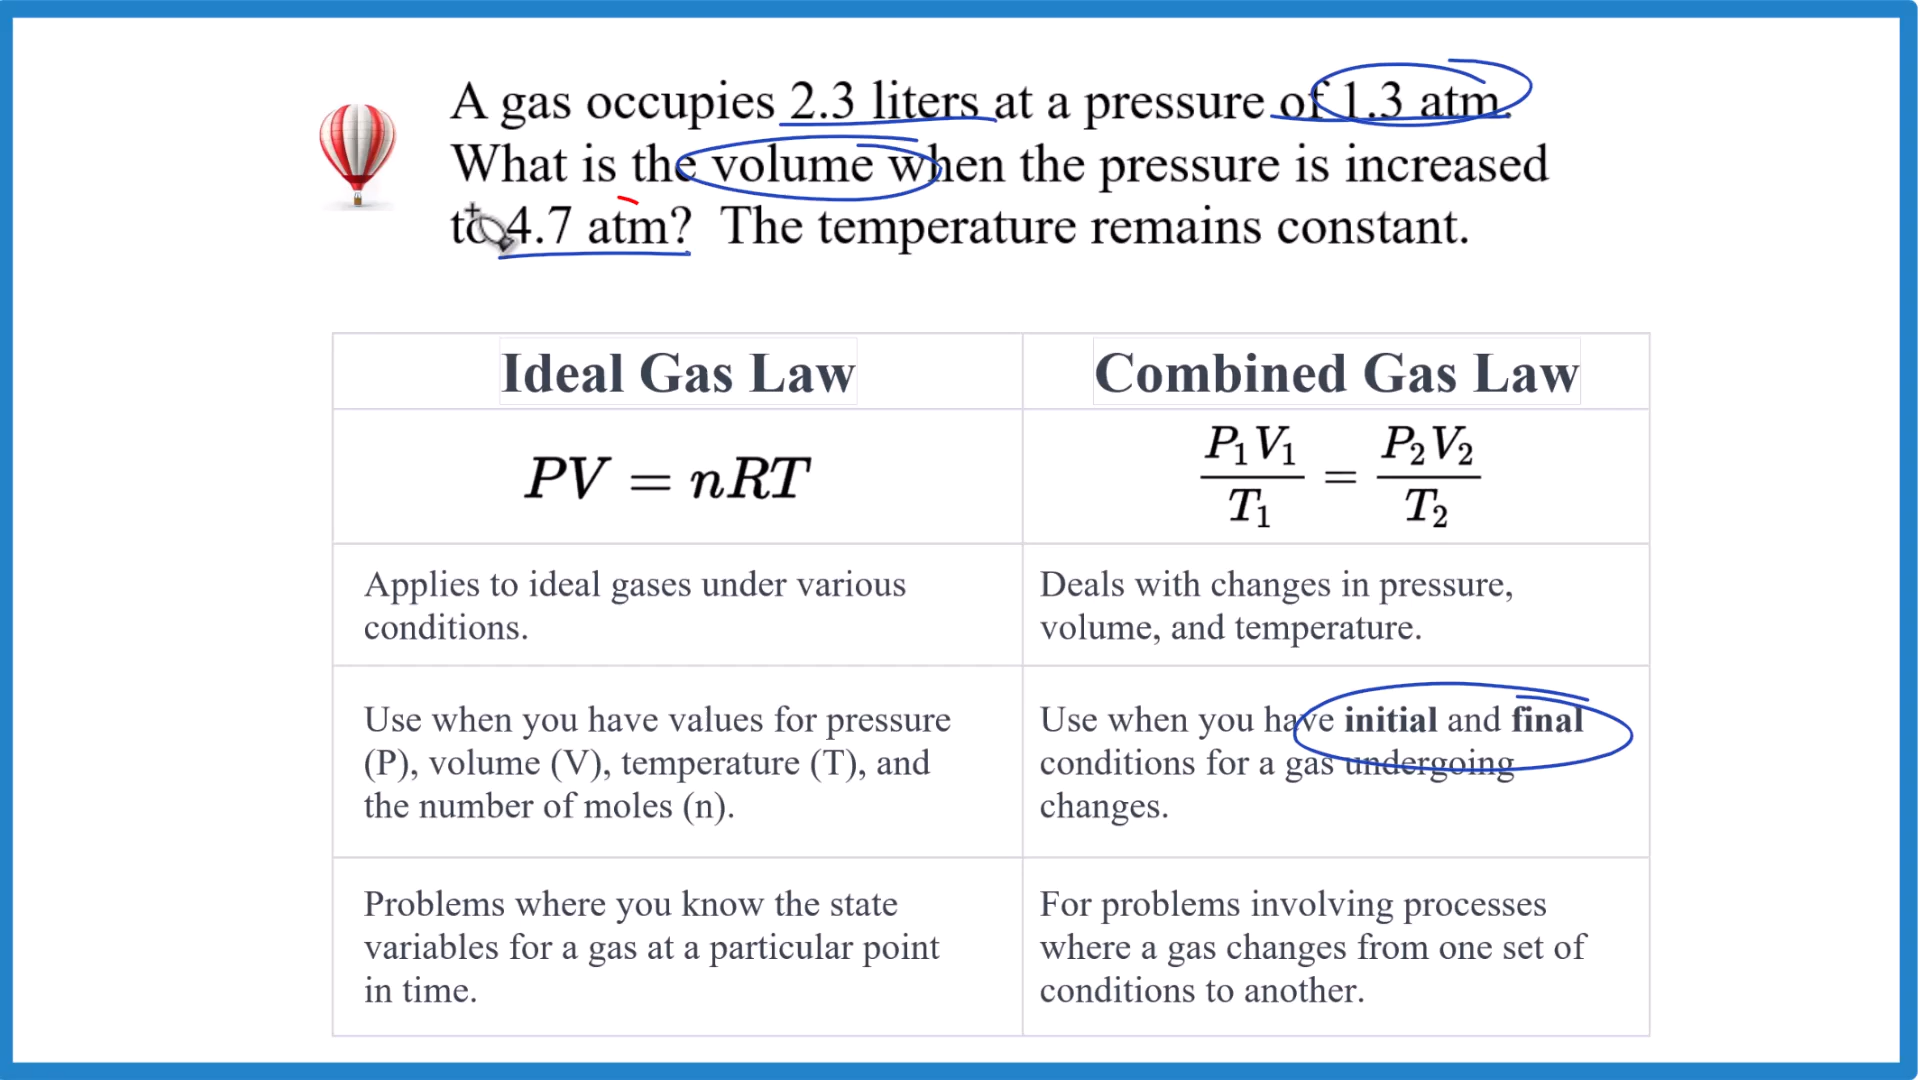 A gas occupies 2.3 liters at a pressure of 1.3 atm.
What is the volume when the pressure is increased
to 4.7 atm? The temperature remains constant.
Ideal Gas Law
Combined Gas Law
PV = nRT
P₁V₁/T₁ = P₂V₂/T₂
Applies to ideal gases under various
conditions.
Deals with changes in pressure,
volume, and temperature.
Use when you have values for pressure
(P), volume (V), temperature (T), and
the number of moles (n).
Use when you have initial and final
conditions for a gas undergoing
changes.
Problems where you know the state
variables for a gas at a particular point
in time.
For problems involving processes
where a gas changes from one set of
conditions to another.